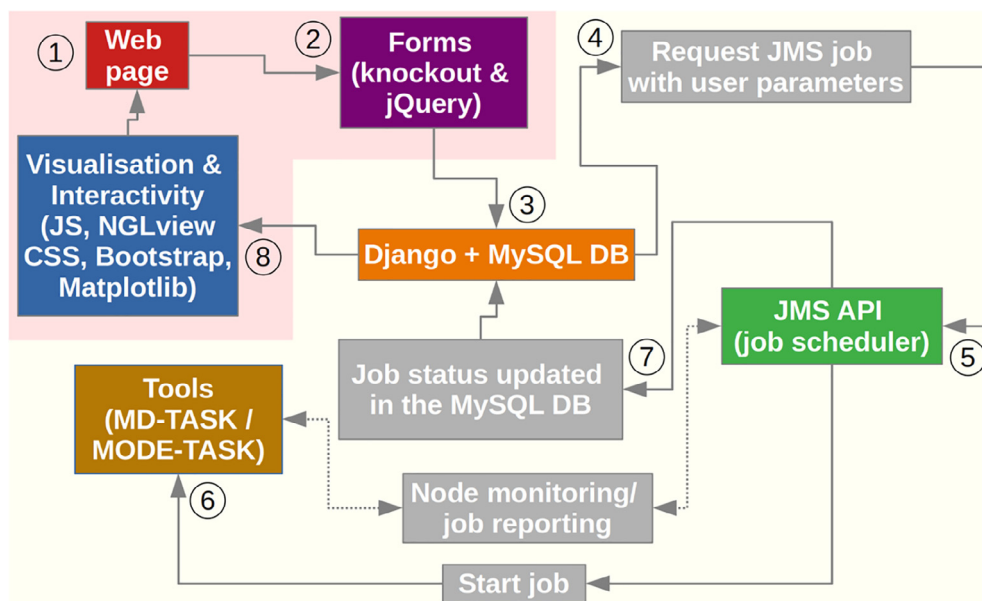 1
Web
page
2
Forms
(knockout &
jQuery)
4
Request JMS job
with user parameters
Visualisation &
Interactivity
(JS, NGLview
CSS, Bootstrap,
Matplotlib)
8
3
Django + MySQL DB
JMS API
(job scheduler)
5
7
Job status updated
in the MySQL DB
Tools
(MD-TASK /
MODE-TASK)
6
Node monitoring/
job reporting
Start job